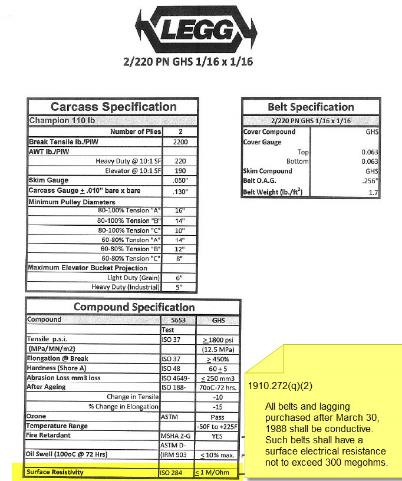 LEGG
2/220 PN GHS 1/16 x 1/16
Carcass Specification
Champion 110 lb
Number of Plies 2
Break Tensile lb./PIW 2200
AWT lb/PIW
Heavy Duty @ 10:1 SF 220
Elevator @ 10:1 SF 190
Skim Gauge .050"
Carcass Gauge ± .010" bare x bare .130"
Minimum Pulley Diameters
80-100% Tension "A" 16"
80-100% Tension "B" 14"
80-100% Tension "C" 10"
60-80% Tension "A" 14"
60-80% Tension "B" 12"
60-80% Tension "C" 8"
Maximum Elevator Bucket Projection
Light Duty (Grain) 6"
Heavy Duty (Industrial) 5"
Belt Specification
2/220 PN GHS 1/16 x 1/16
Cover Compound GHS
Cover Gauge
Top 0.063
Bottom 0.063
Skim Compound GHS
Belt O.A.G. .256"
Belt Weight (lb./ft²) 1.7
Compound Specification
Compound 5653 GHS
Test
Tensile p.s.i. ISO 37 ≥ 1800 psi
(MPa/MN/m2) (12.5 MPa)
Elongation @ Break ISO 37 ≥ 450%
Hardness (Shore A) ISO 48 60 ± 5
Abrasion Loss mm3 loss ISO 4649- ≤ 250 mm3
After Ageing ISO 188- 70oC-72 hrs.
Change in Tensile -10
% Change in Elongation -15
Ozone ASTM Pass
Temperature Range -50F to +225F
Fire Retardant MSHA 2-G YES
ASTM D-
Oil Swell (100oC @ 72 Hrs) (IRM 903 ≤ 10% max.
Surface Resistivity ISO 284 ≤ 1 M/Ohm
1910.272(q)(2)
All belts and lagging
purchased after March 30,
1988 shall be conductive.
Such belts shall have a
surface electrical resistance
not to exceed 300 megohms.